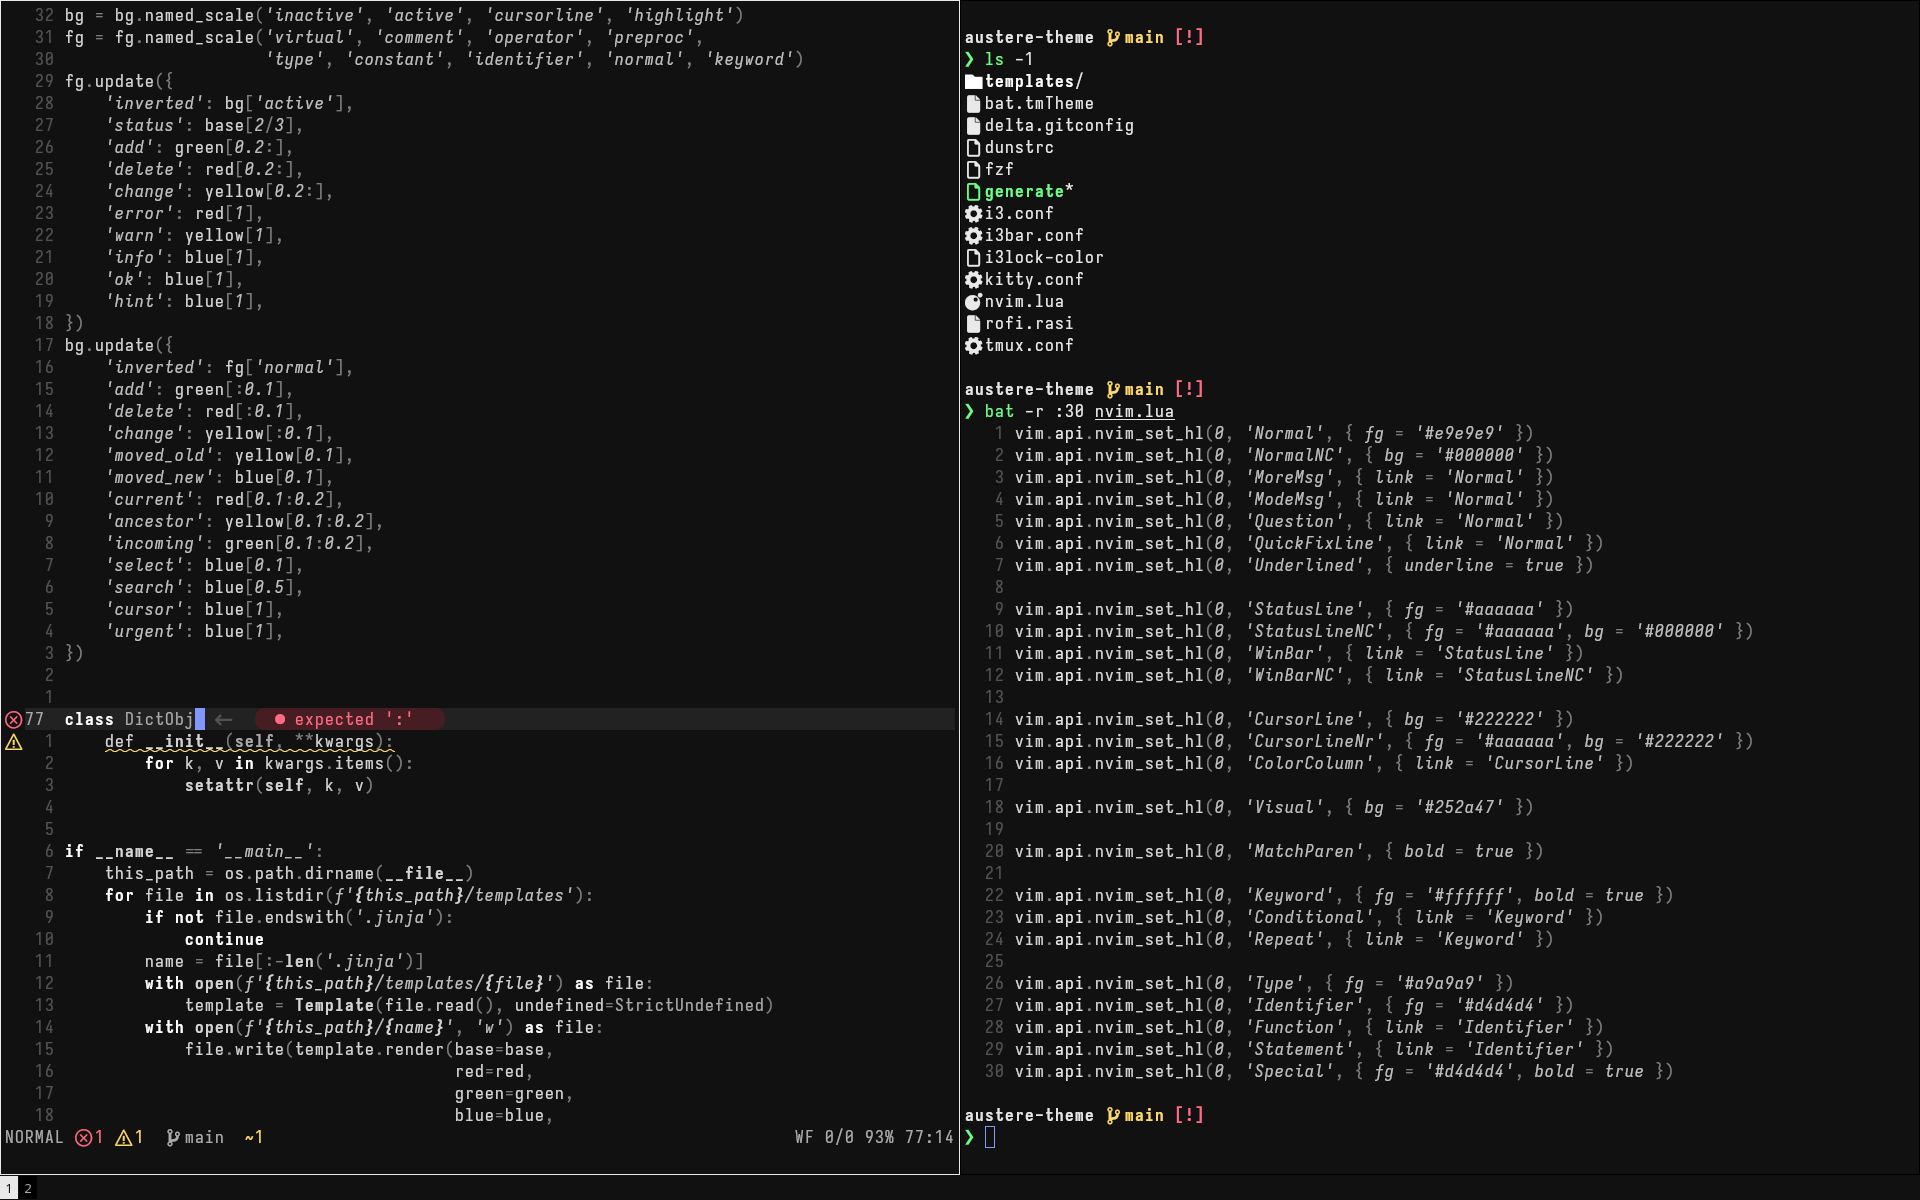 32 bg = bg.named_scale('inactive', 'active', 'cursorline', 'highlight')
31 fg = fg.named_scale('virtual', 'comment', 'operator', 'preproc',
30                     'type', 'constant', 'identifier', 'normal', 'keyword')
29 fg.update({
28     'inverted': bg['active'],
27     'status': base[2/3],
26     'add': green[0.2:],
25     'delete': red[0.2:],
24     'change': yellow[0.2:],
23     'error': red[1],
22     'warn': yellow[1],
21     'info': blue[1],
20     'ok': blue[1],
19     'hint': blue[1],
18 })
17 bg.update({
16     'inverted': fg['normal'],
15     'add': green[:0.1],
14     'delete': red[:0.1],
13     'change': yellow[:0.1],
12     'moved_old': yellow[0.1],
11     'moved_new': blue[0.1],
10     'current': red[0.1:0.2],
9     'ancestor': yellow[0.1:0.2],
8     'incoming': green[0.1:0.2],
7     'select': blue[0.1],
6     'search': blue[0.5],
5     'cursor': blue[1],
4     'urgent': blue[1],
3 })
2
1
77 class DictObj ← ● expected ':'
1     def __init__(self, **kwargs):
2         for k, v in kwargs.items():
3             setattr(self, k, v)
4
5
6 if __name__ == '__main__':
7     this_path = os.path.dirname(__file__)
8     for file in os.listdir(f'{this_path}/templates'):
9         if not file.endswith('.jinja'):
10             continue
11         name = file[:-len('.jinja')]
12         with open(f'{this_path}/templates/{file}') as file:
13             template = Template(file.read(), undefined=StrictUndefined)
14         with open(f'{this_path}/{name}', 'w') as file:
15             file.write(template.render(base=base,
16                                        red=red,
17                                        green=green,
18                                        blue=blue,
NORMAL 1 1 main ~1 WF 0/0 93% 77:14
1 2
austere-theme main [!]
❯ ls -1
templates/
bat.tmTheme
delta.gitconfig
dunstrc
fzf
generate*
i3.conf
i3bar.conf
i3lock-color
kitty.conf
nvim.lua
rofi.rasi
tmux.conf
austere-theme main [!]
❯ bat -r :30 nvim.lua
1 vim.api.nvim_set_hl(0, 'Normal', { fg = '#e9e9e9' })
2 vim.api.nvim_set_hl(0, 'NormalNC', { bg = '#000000' })
3 vim.api.nvim_set_hl(0, 'MoreMsg', { link = 'Normal' })
4 vim.api.nvim_set_hl(0, 'ModeMsg', { link = 'Normal' })
5 vim.api.nvim_set_hl(0, 'Question', { link = 'Normal' })
6 vim.api.nvim_set_hl(0, 'QuickFixLine', { link = 'Normal' })
7 vim.api.nvim_set_hl(0, 'Underlined', { underline = true })
8
9 vim.api.nvim_set_hl(0, 'StatusLine', { fg = '#aaaaaa' })
10 vim.api.nvim_set_hl(0, 'StatusLineNC', { fg = '#aaaaaa', bg = '#000000' })
11 vim.api.nvim_set_hl(0, 'WinBar', { link = 'StatusLine' })
12 vim.api.nvim_set_hl(0, 'WinBarNC', { link = 'StatusLineNC' })
13
14 vim.api.nvim_set_hl(0, 'CursorLine', { bg = '#222222' })
15 vim.api.nvim_set_hl(0, 'CursorLineNr', { fg = '#aaaaaa', bg = '#222222' })
16 vim.api.nvim_set_hl(0, 'ColorColumn', { link = 'CursorLine' })
17
18 vim.api.nvim_set_hl(0, 'Visual', { bg = '#252a47' })
19
20 vim.api.nvim_set_hl(0, 'MatchParen', { bold = true })
21
22 vim.api.nvim_set_hl(0, 'Keyword', { fg = '#ffffff', bold = true })
23 vim.api.nvim_set_hl(0, 'Conditional', { link = 'Keyword' })
24 vim.api.nvim_set_hl(0, 'Repeat', { link = 'Keyword' })
25
26 vim.api.nvim_set_hl(0, 'Type', { fg = '#a9a9a9' })
27 vim.api.nvim_set_hl(0, 'Identifier', { fg = '#d4d4d4' })
28 vim.api.nvim_set_hl(0, 'Function', { link = 'Identifier' })
29 vim.api.nvim_set_hl(0, 'Statement', { link = 'Identifier' })
30 vim.api.nvim_set_hl(0, 'Special', { fg = '#d4d4d4', bold = true })
austere-theme main [!]
❯